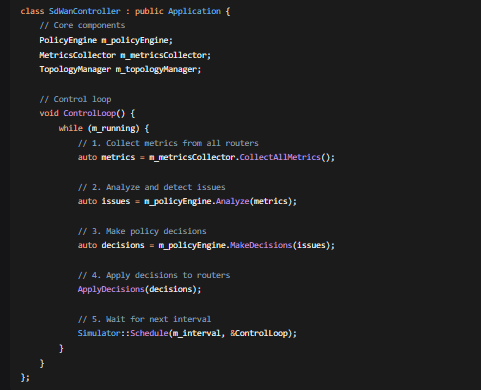 class SdWanController : public Application {
    // Core components
    PolicyEngine m_policyEngine;
    MetricsCollector m_metricsCollector;
    TopologyManager m_topologyManager;

    // Control loop
    void ControlLoop() {
        while (m_running) {
            // 1. Collect metrics from all routers
            auto metrics = m_metricsCollector.CollectAllMetrics();

            // 2. Analyze and detect issues
            auto issues = m_policyEngine.Analyze(metrics);

            // 3. Make policy decisions
            auto decisions = m_policyEngine.MakeDecisions(issues);

            // 4. Apply decisions to routers
            ApplyDecisions(decisions);

            // 5. Wait for next interval
            Simulator::Schedule(m_interval, &ControlLoop);
        }
    }
};